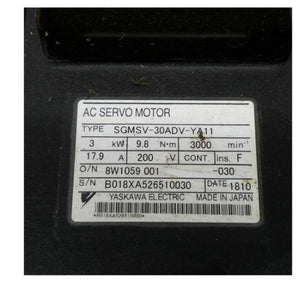 AC SERVO MOTOR
TYPE SGMSV-30ADV-YA11
3 kW 9.8 N·m 3000 min⁻¹
17.9 A 200 V CONT. ins. F
O/N 8W1059 001 -030
S/N B018XA526510030 DATE 1810
YASKAWA ELECTRIC MADE IN JAPAN
*B018XA526510030*